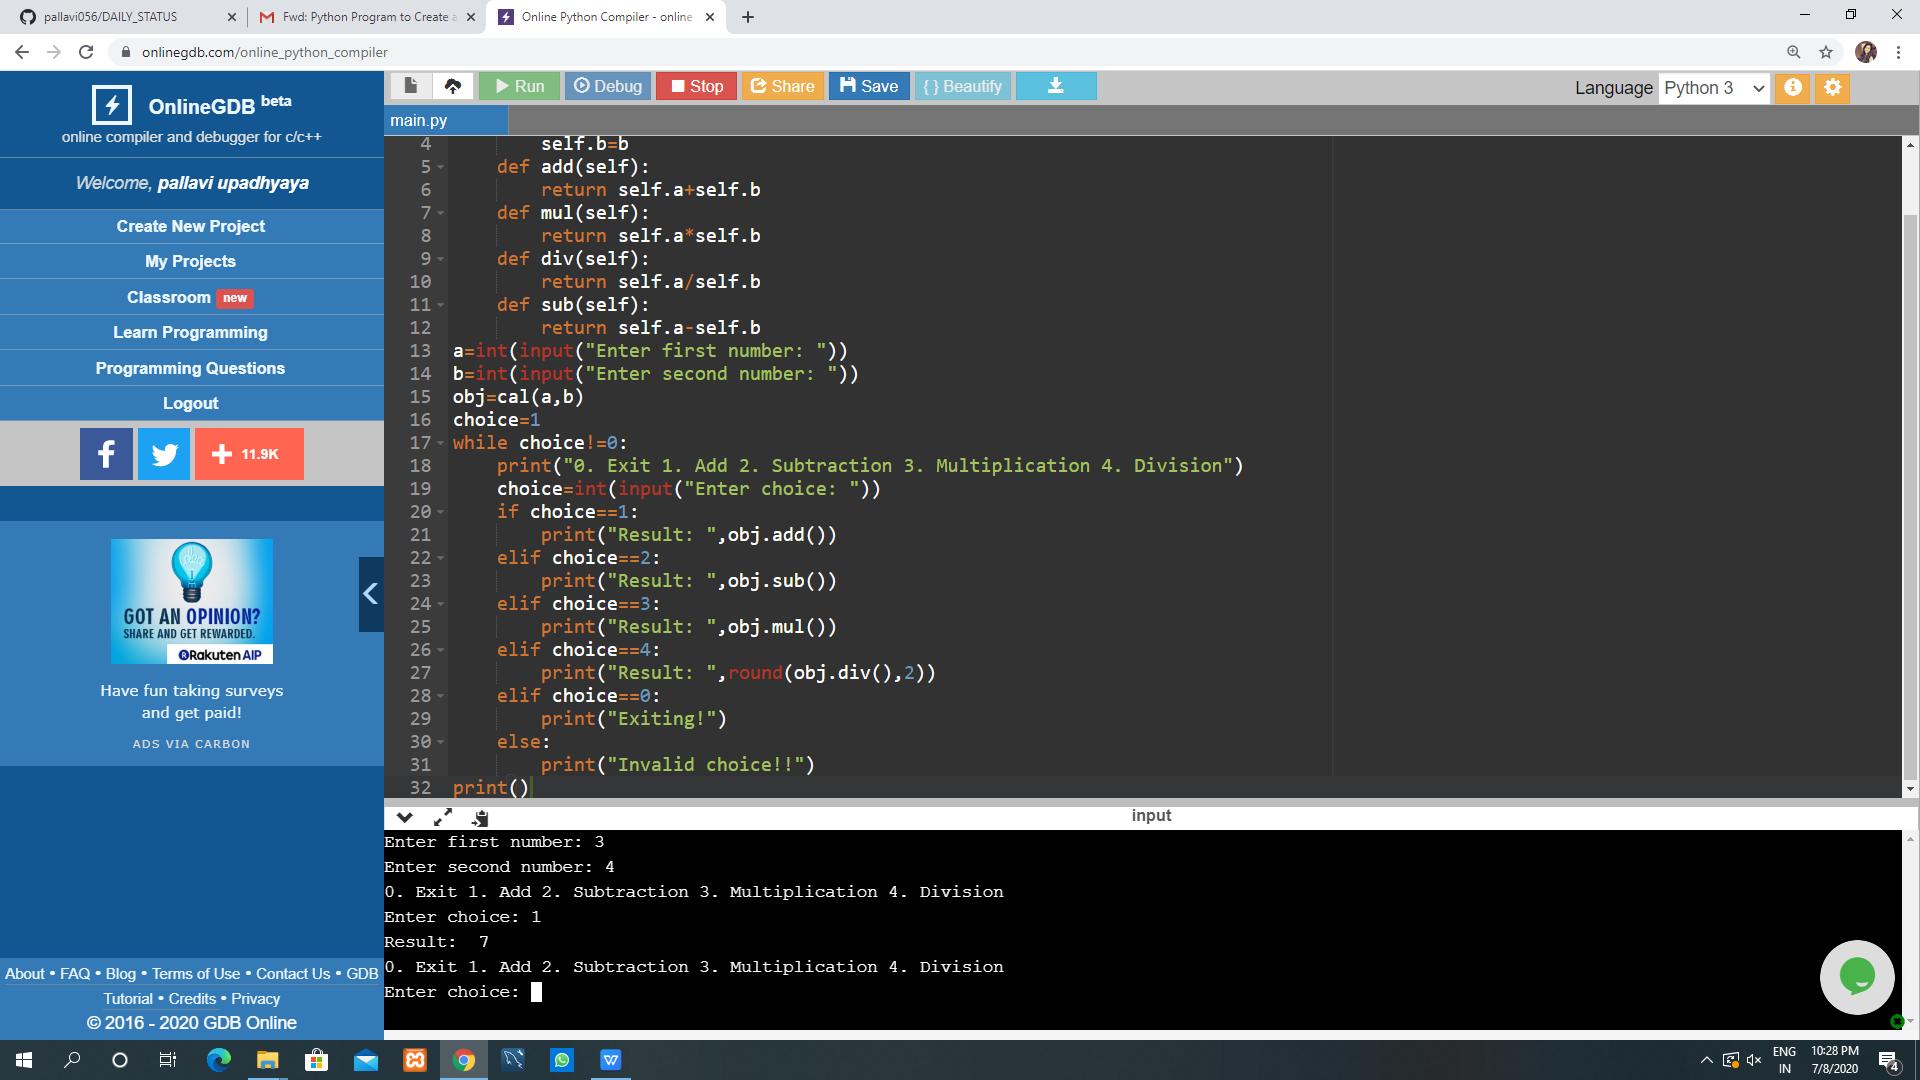 pallavi056/DAILY_STATUS
Fwd: Python Program to Create a
Online Python Compiler - online
onlinegdb.com/online_python_compiler
OnlineGDB beta
online compiler and debugger for c/c++
Welcome, pallavi upadhyaya
Create New Project
My Projects
Classroom new
Learn Programming
Programming Questions
Logout
11.9K
GOT AN OPINION?
SHARE AND GET REWARDED.
Rakuten AIP
Have fun taking surveys
and get paid!
ADS VIA CARBON
About • FAQ • Blog • Terms of Use • Contact Us • GDB
Tutorial • Credits • Privacy
© 2016 - 2020 GDB Online
Run Debug Stop Share Save { } Beautify
Language Python 3
main.py
4 self.b=b
5 def add(self):
6 return self.a+self.b
7 def mul(self):
8 return self.a*self.b
9 def div(self):
10 return self.a/self.b
11 def sub(self):
12 return self.a-self.b
13 a=int(input("Enter first number: "))
14 b=int(input("Enter second number: "))
15 obj=cal(a,b)
16 choice=1
17 while choice!=0:
18 print("0. Exit 1. Add 2. Subtraction 3. Multiplication 4. Division")
19 choice=int(input("Enter choice: "))
20 if choice==1:
21 print("Result: ",obj.add())
22 elif choice==2:
23 print("Result: ",obj.sub())
24 elif choice==3:
25 print("Result: ",obj.mul())
26 elif choice==4:
27 print("Result: ",round(obj.div(),2))
28 elif choice==0:
29 print("Exiting!")
30 else:
31 print("Invalid choice!!")
32 print()
input
Enter first number: 3
Enter second number: 4
0. Exit 1. Add 2. Subtraction 3. Multiplication 4. Division
Enter choice: 1
Result:  7
0. Exit 1. Add 2. Subtraction 3. Multiplication 4. Division
Enter choice:
ENG
IN
10:28 PM
7/8/2020
4